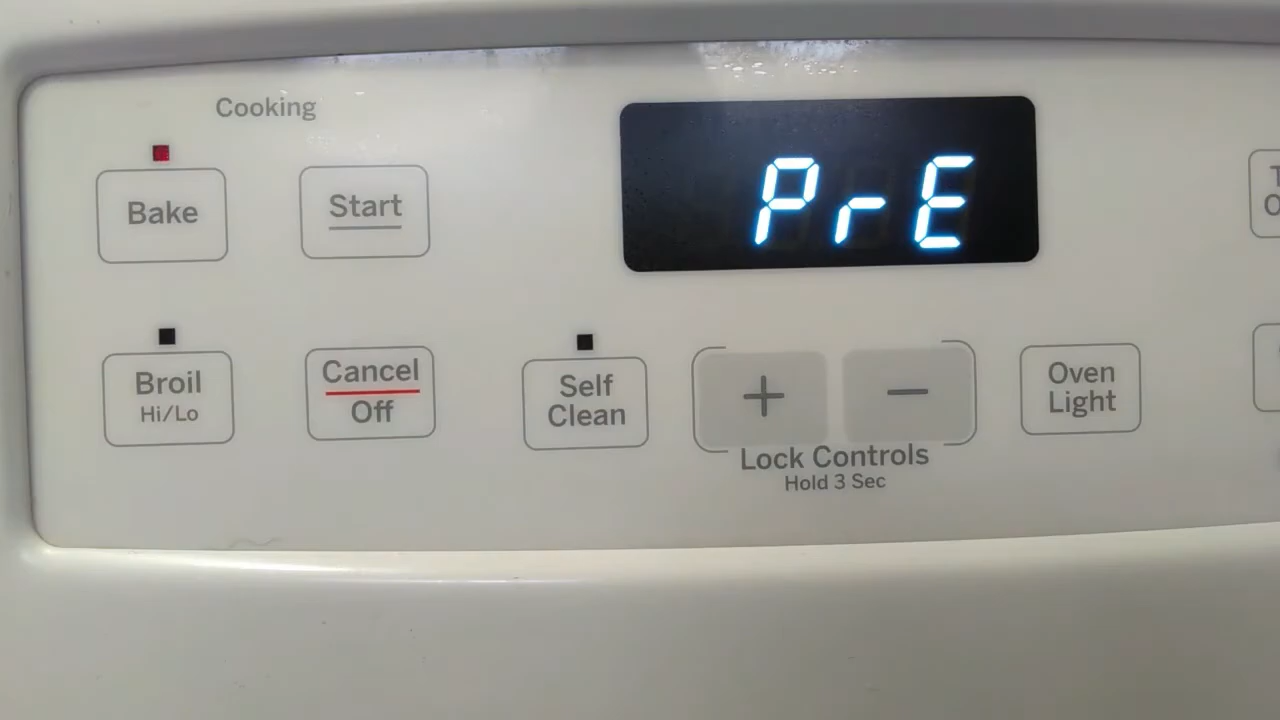 Cooking
Bake
Start
PrE
Broil
Hi/Lo
Cancel
Off
Self
Clean
+
−
Lock Controls
Hold 3 Sec
Oven
Light